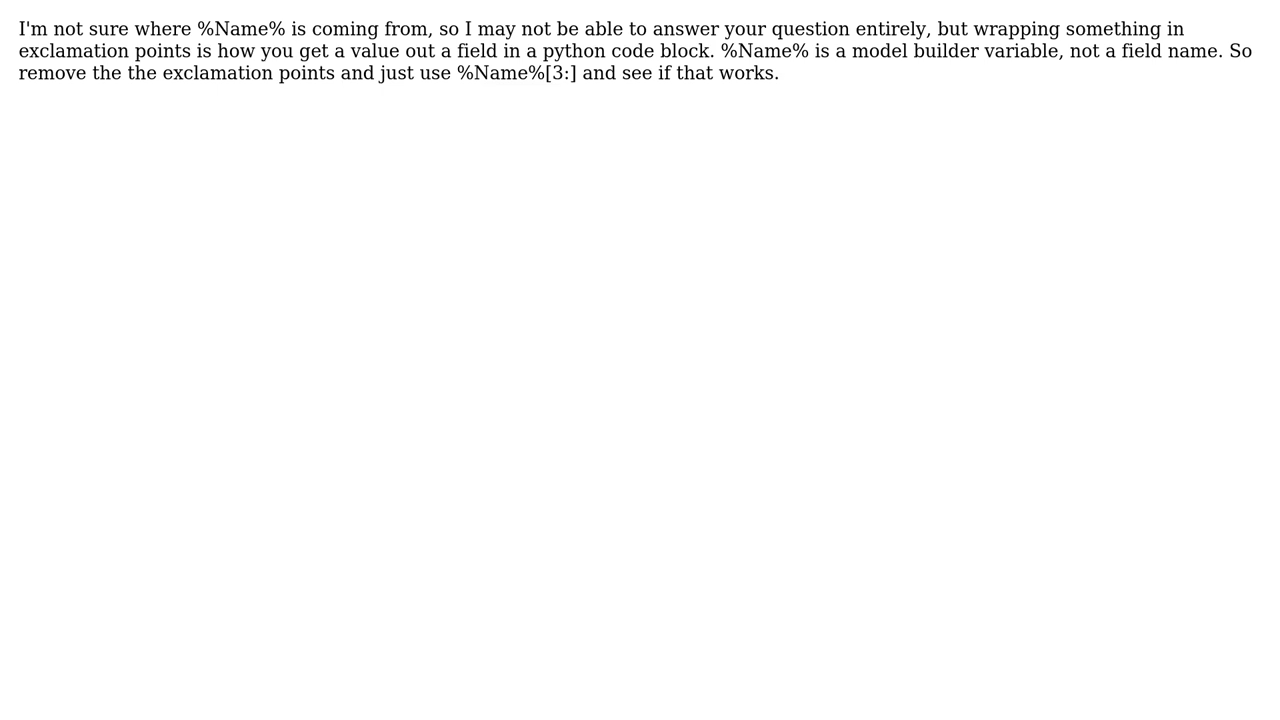 I'm not sure where %Name% is coming from, so I may not be able to answer your question entirely, but wrapping something in
exclamation points is how you get a value out a field in a python code block. %Name% is a model builder variable, not a field name. So
remove the the exclamation points and just use %Name%[3:] and see if that works.